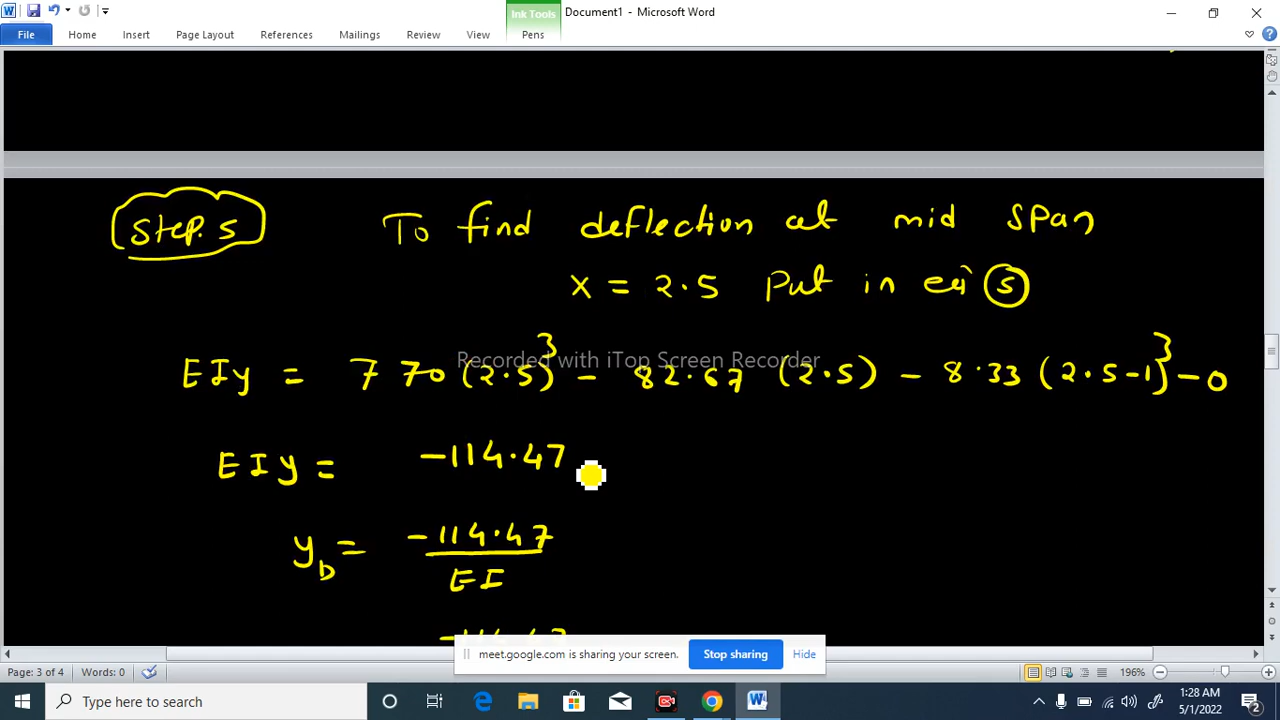 Document1 - Microsoft Word
Ink Tools
File Home Insert Page Layout References Mailings Review View Pens
Step. 5 To find deflection at mid span
x = 2.5 Put in eq 5
EIy = 7 70 (2.5)³ - 82.67 (2.5) - 8.33 (2.5-1)³ - 0
Recorded with iTop Screen Recorder
EIy = -114.47
y_D = -114.47
EI
-114.47
meet.google.com is sharing your screen. Stop sharing Hide
Page: 3 of 4 Words: 0 196%
Type here to search
1:28 AM
5/1/2022
2